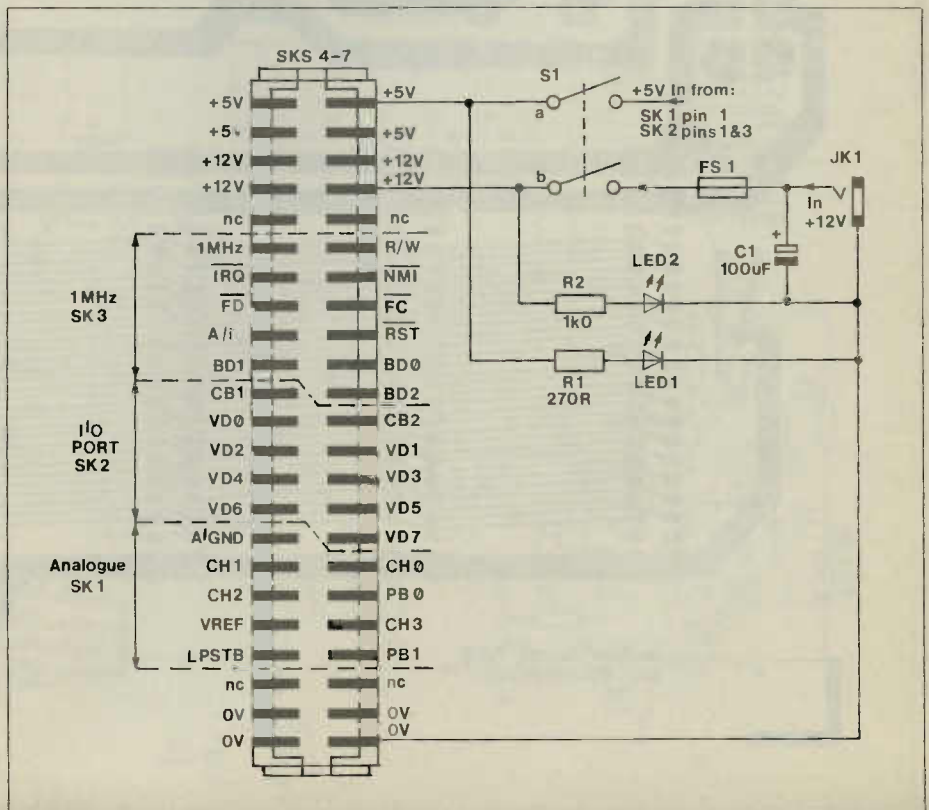 SKS 4-7
+5V +5V
+5 +5V
+12V +12V
+12V +12V
nc nc
1MHz R/W
IRQ NMI
FD FC
A/i RST
BD1 BD0
CB1 BD2
VD0 CB2
VD2 VD1
VD4 VD3
VD6 VD5
A'GND VD7
CH1 CH0
CH2 PB0
VREF CH3
LPSTB PB1
nc nc
0V 0V
0V 0V
1MHz
SK3
I/O
PORT
SK2
Analogue
SK1
S1
a
b
+5V In from:
SK1 pin 1
SK2 pins 1&3
FS1
JK1
In
+12V
+
C1
100uF
R2
1k0
LED2
R1
270R
LED1